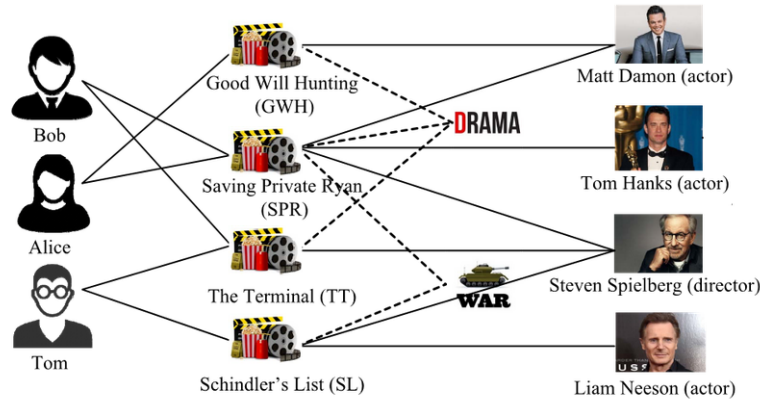 Bob
Alice
Tom
Good Will Hunting
(GWH)
Saving Private Ryan
(SPR)
The Terminal (TT)
Schindler's List (SL)
DRAMA
WAR
Matt Damon (actor)
Tom Hanks (actor)
Steven Spielberg (director)
Liam Neeson (actor)